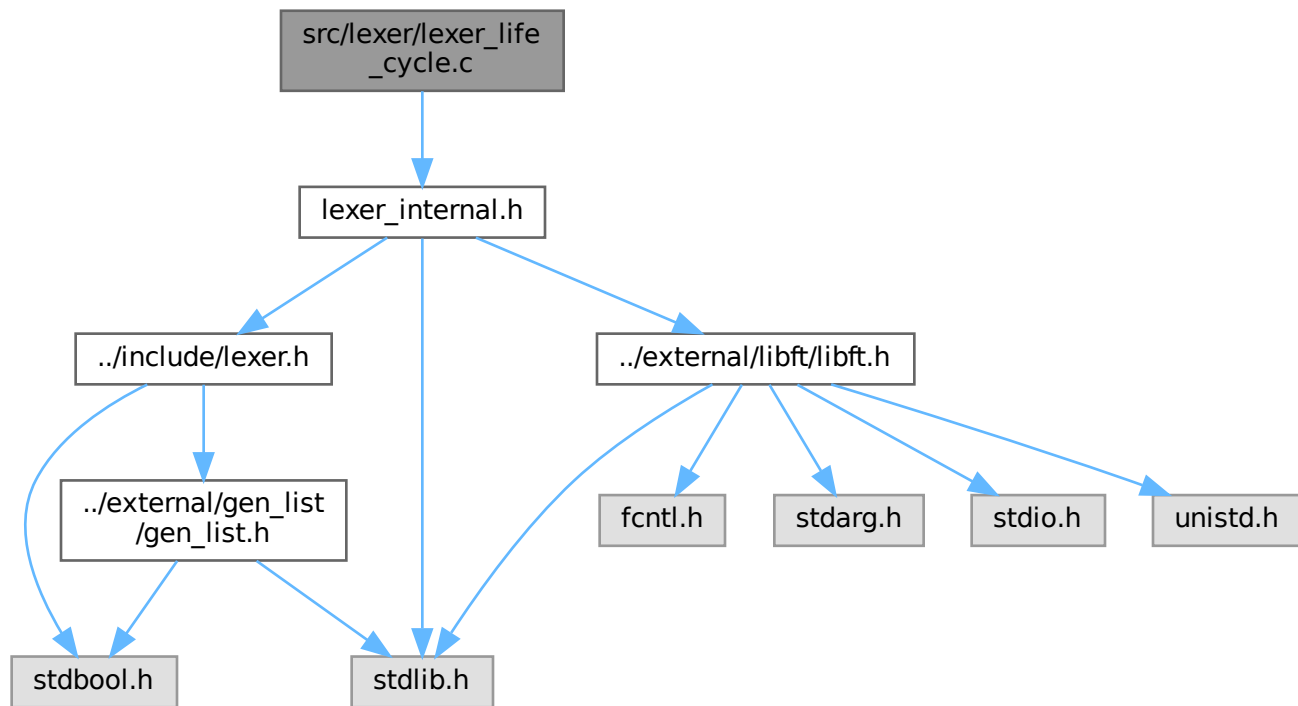 src/lexer/lexer_life
_cycle.c
lexer_internal.h
../include/lexer.h
../external/libft/libft.h
../external/gen_list
/gen_list.h
fcntl.h
stdarg.h
stdio.h
unistd.h
stdbool.h
stdlib.h